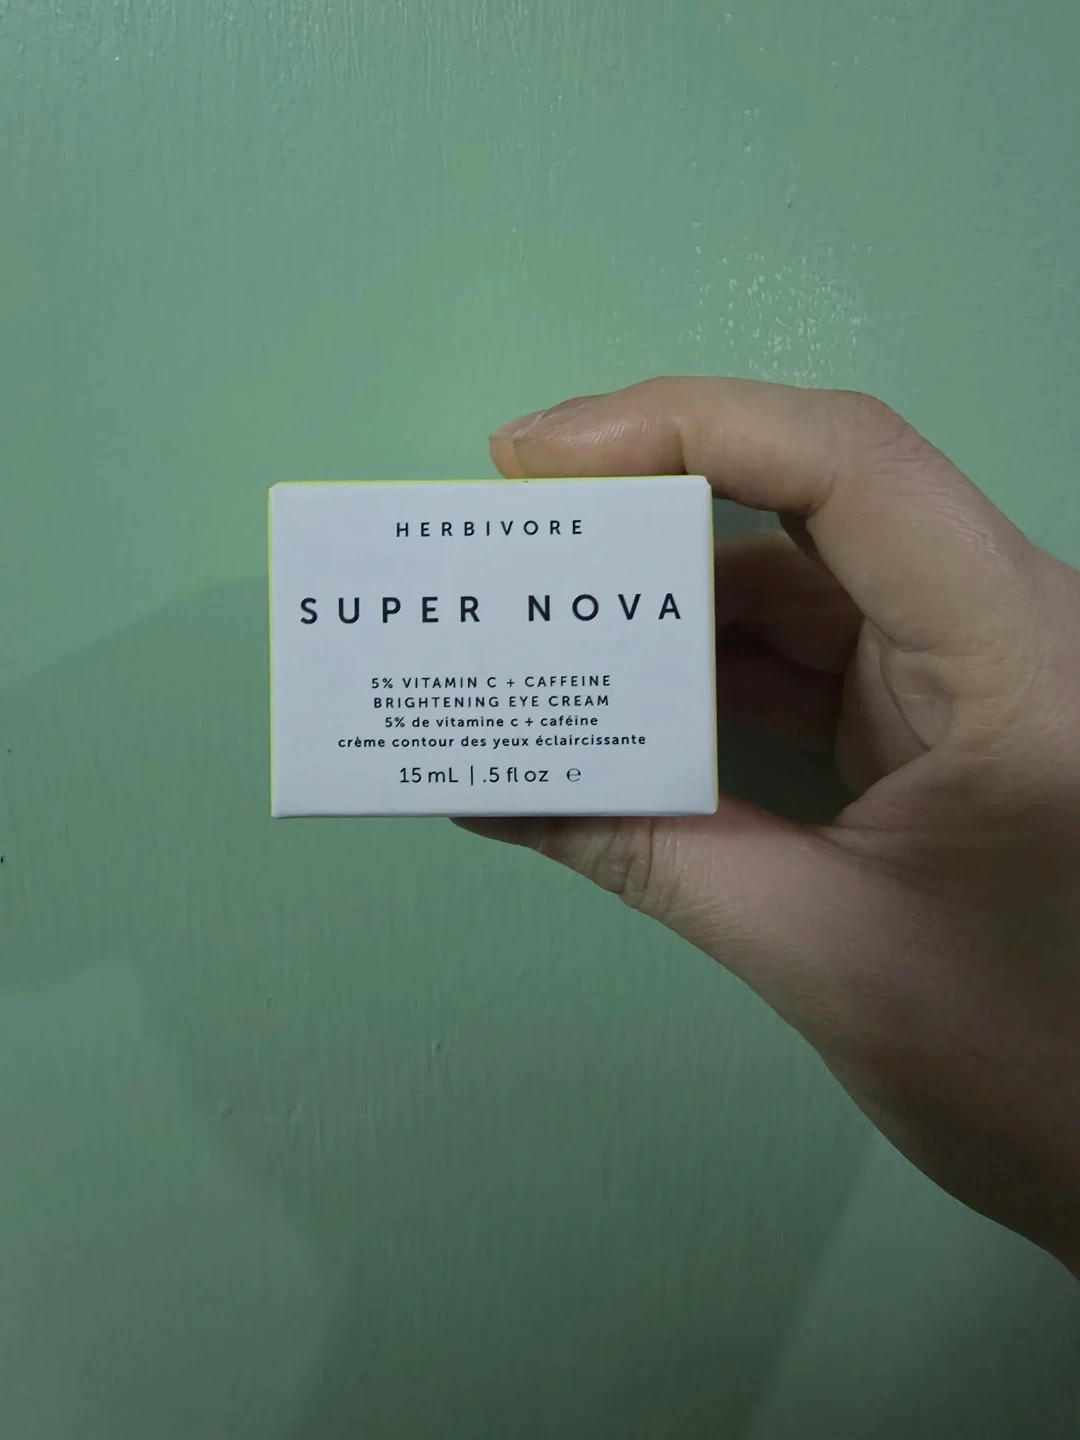 HERBIVORE
SUPER NOVA
5% VITAMIN C + CAFFEINE
BRIGHTENING EYE CREAM
5% de vitamine c + caféine
crème contour des yeux éclaircissante
15 mL | .5 fl oz ℮